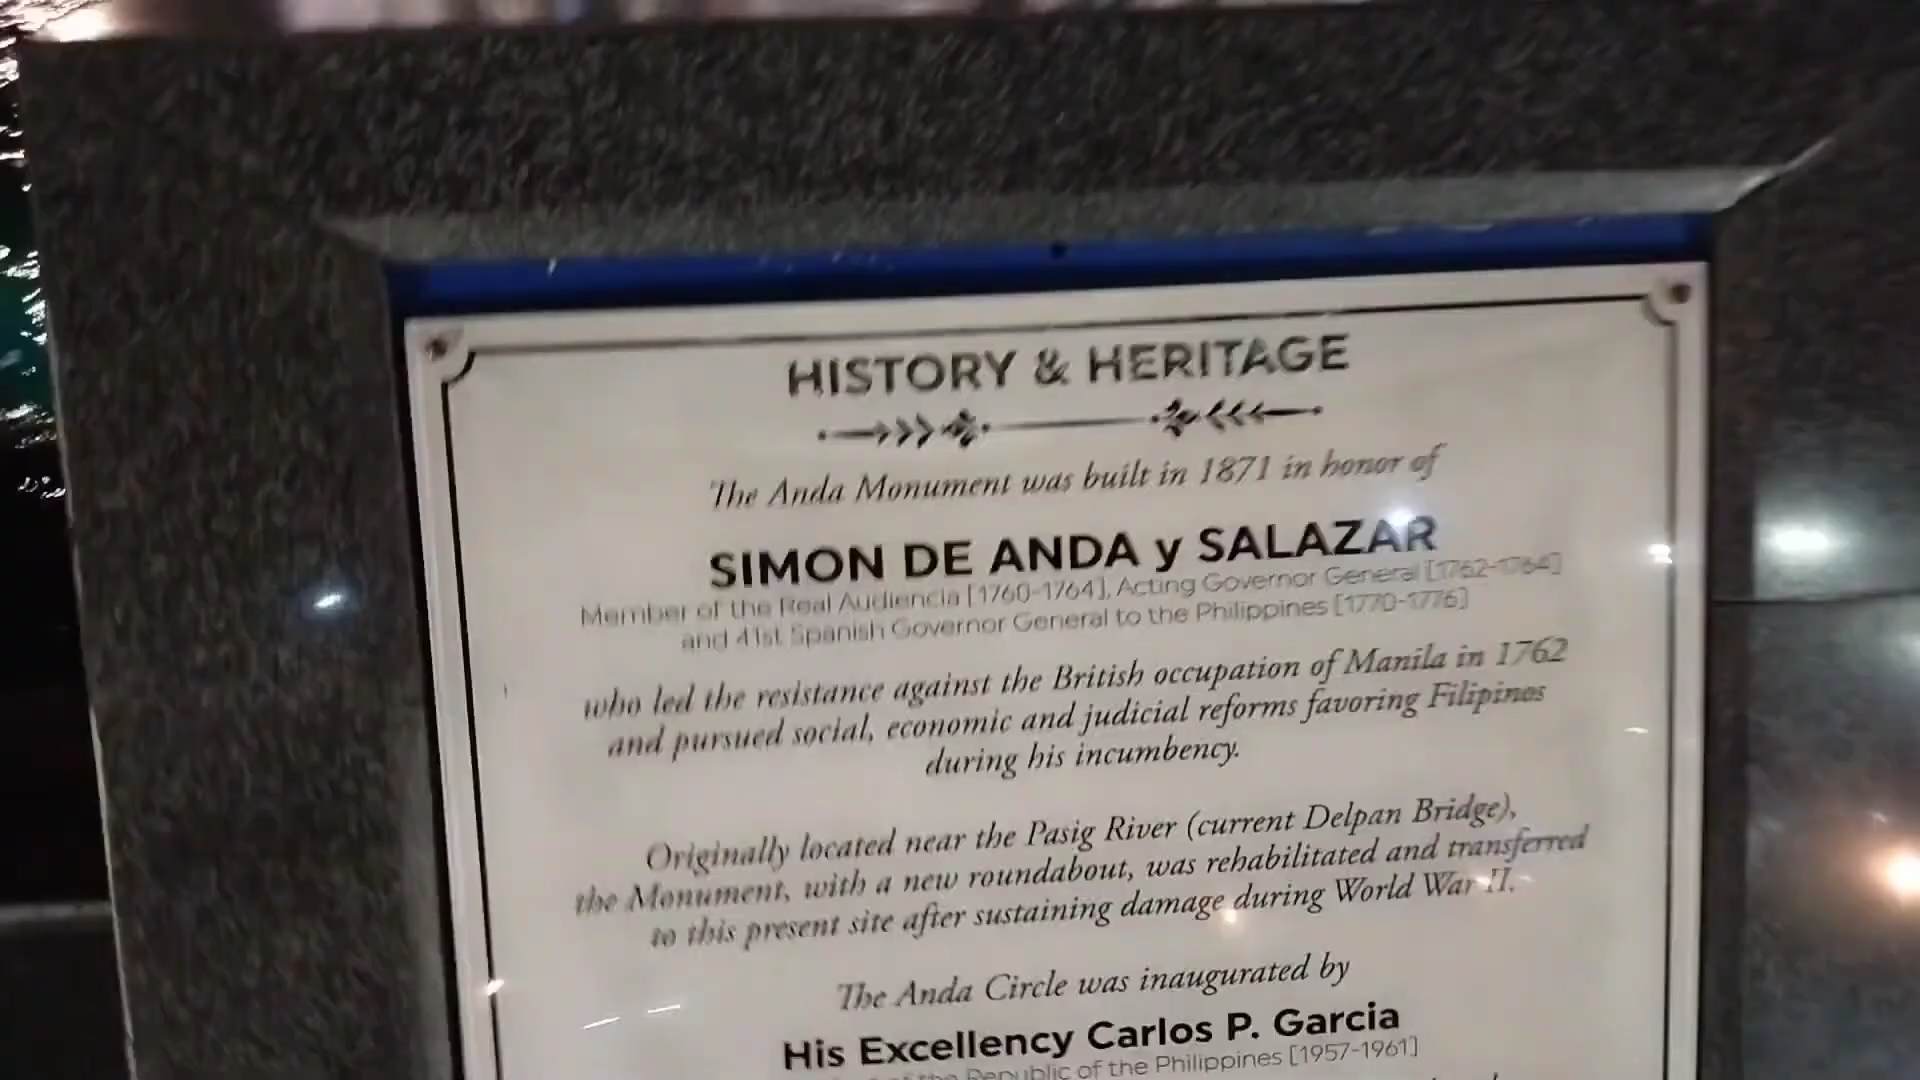 HISTORY & HERITAGE
The Anda Monument was built in 1871 in honor of
SIMON DE ANDA y SALAZAR
Member of the Real Audiencia [1760-1764], Acting Governor General [1762-1764]
and 41st Spanish Governor General to the Philippines [1770-1776]
who led the resistance against the British occupation of Manila in 1762
and pursued social, economic and judicial reforms favoring Filipinos
during his incumbency.
Originally located near the Pasig River (current Delpan Bridge),
the Monument, with a new roundabout, was rehabilitated and transferred
to this present site after sustaining damage during World War II.
The Anda Circle was inaugurated by
His Excellency Carlos P. Garcia
of the Republic of the Philippines [1957-1961]